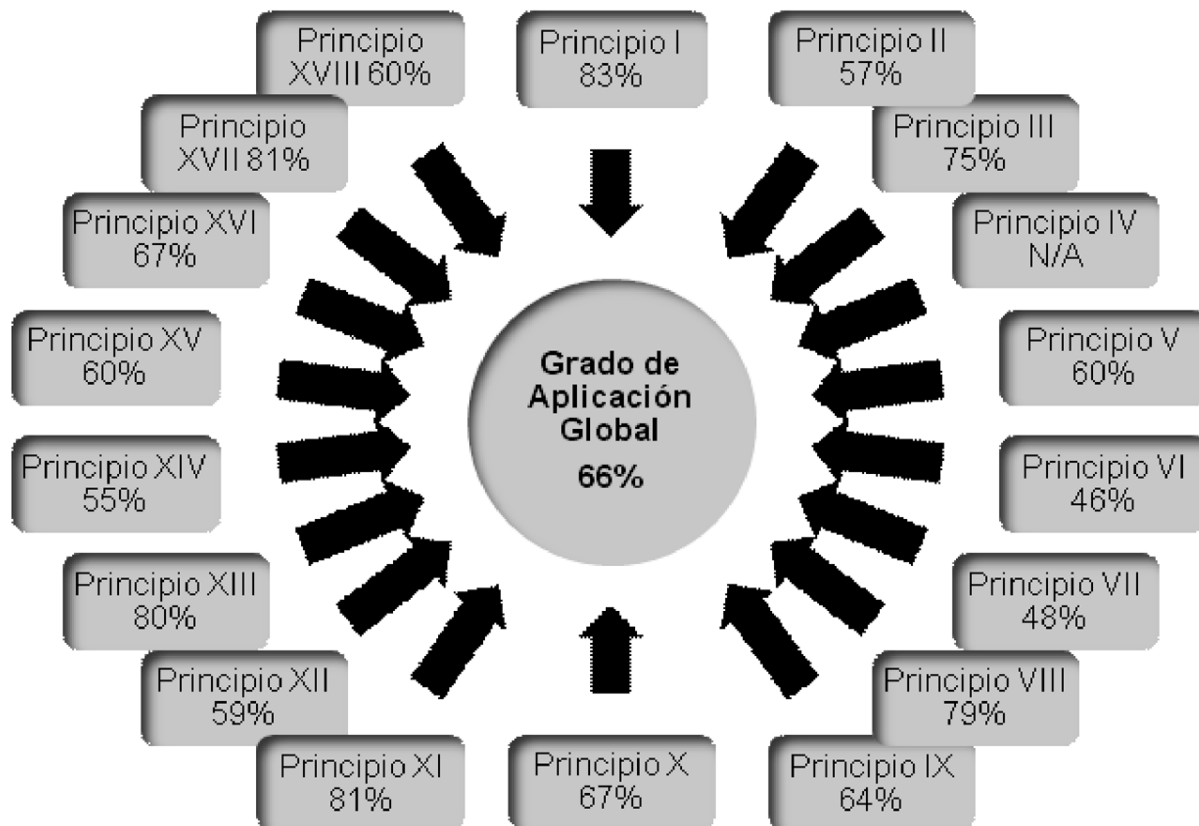 Principio I
83%
Principio II
57%
Principio III
75%
Principio IV
N/A
Principio V
60%
Principio VI
46%
Principio VII
48%
Principio VIII
79%
Principio IX
64%
Principio X
67%
Principio XI
81%
Principio XII
59%
Principio XIII
80%
Principio XIV
55%
Principio XV
60%
Principio XVI
67%
Principio
XVII 81%
Principio
XVIII 60%
Grado de
Aplicación
Global
66%